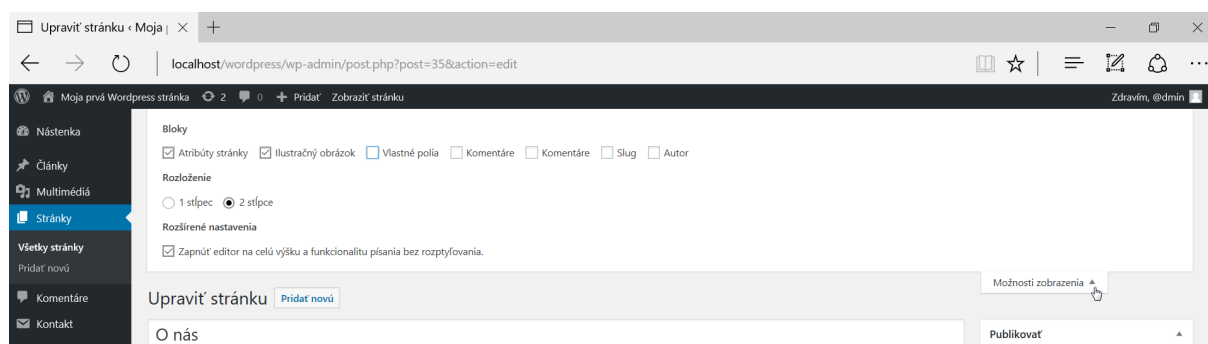 Upraviť stránku ‹ Moja p
localhost/wordpress/wp-admin/post.php?post=35&action=edit
Moja prvá Wordpress stránka 2 0 Pridať Zobraziť stránku Zdravím, @dmin
Nástenka
Články
Multimédiá
Stránky
Všetky stránky
Pridať novú
Komentáre
Kontakt
Bloky
Atribúty stránky Ilustračný obrázok Vlastné polia Komentáre Komentáre Slug Autor
Rozloženie
1 stĺpec 2 stĺpce
Rozšírené nastavenia
Zapnúť editor na celú výšku a funkcionalitu písania bez rozptyľovania.
Možnosti zobrazenia
Upraviť stránku Pridať novú
O nás
Publikovať